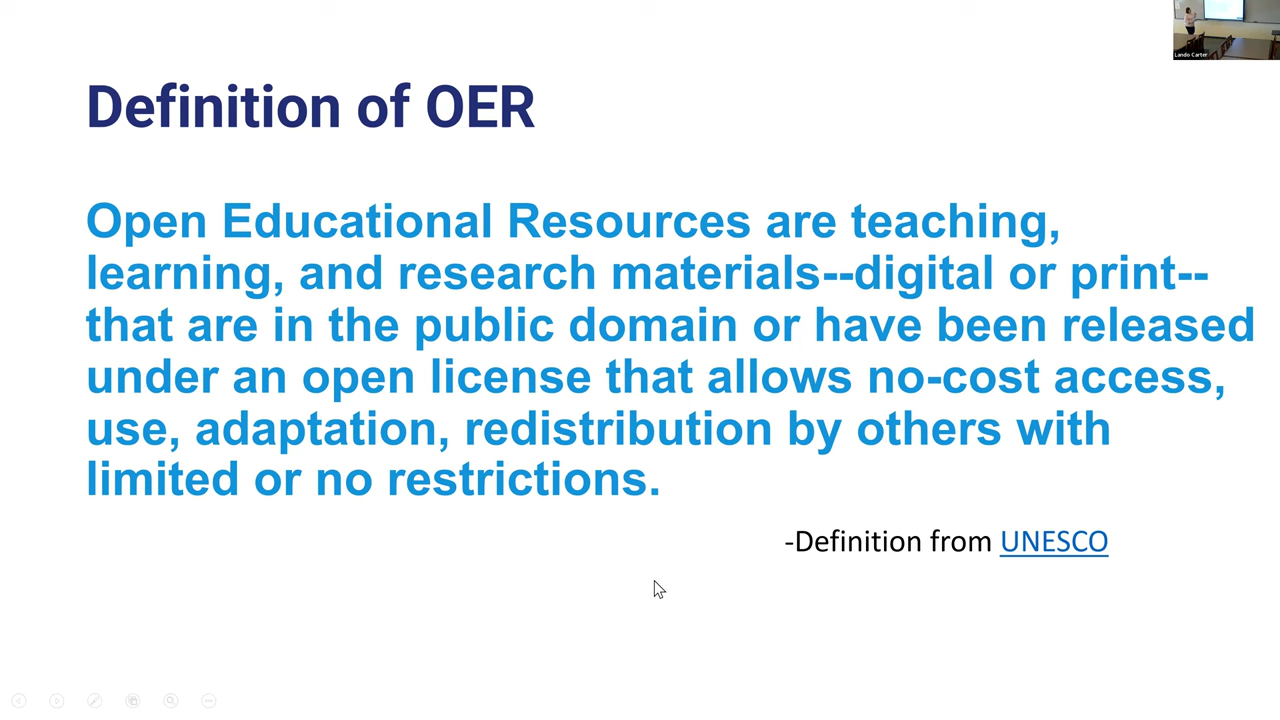 Lando Carter
Definition of OER
Open Educational Resources are teaching,
learning, and research materials--digital or print--
that are in the public domain or have been released
under an open license that allows no-cost access,
use, adaptation, redistribution by others with
limited or no restrictions.
-Definition from UNESCO